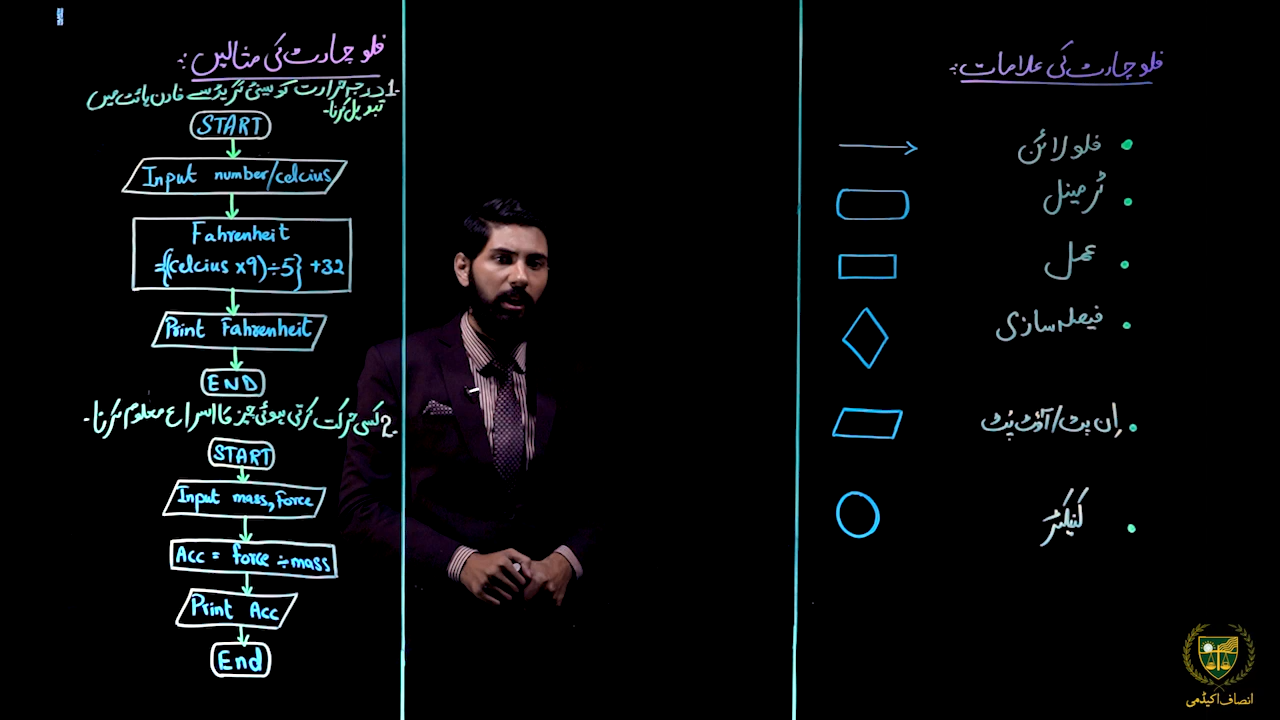 فلو چارٹ کی علامات:
فلو لائن
ٹرمینل
عمل
فیصلہ سازی
اِن پٹ/آؤٹ پُٹ
کنیکٹر
فلو چارٹ کی مثالیں:
1- درجہ حرارت کو سینٹی گریڈ سے فارن ہائٹ میں
تبدیل کرنا۔
START
Input number/celcius
Fahrenheit
={(celcius x9)÷5} +32
Print Fahrenheit
END
2- کسی حرکت کرتی ہوئی چیز کا اسراع معلوم کرنا۔
START
Input mass, Force
Acc = force ÷ mass
Print Acc
End
انصاف اکیڈمی